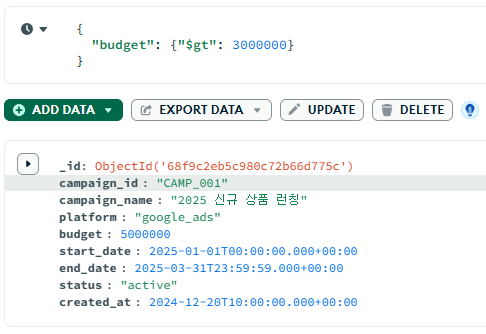 {
"budget": {"$gt": 3000000}
}
ADD DATA EXPORT DATA UPDATE DELETE
_id: ObjectId('68f9c2eb5c980c72b66d775c')
campaign_id : "CAMP_001"
campaign_name : "2025 신규 상품 런칭"
platform : "google_ads"
budget : 5000000
start_date : 2025-01-01T00:00:00.000+00:00
end_date : 2025-03-31T23:59:59.000+00:00
status : "active"
created_at : 2024-12-20T10:00:00.000+00:00